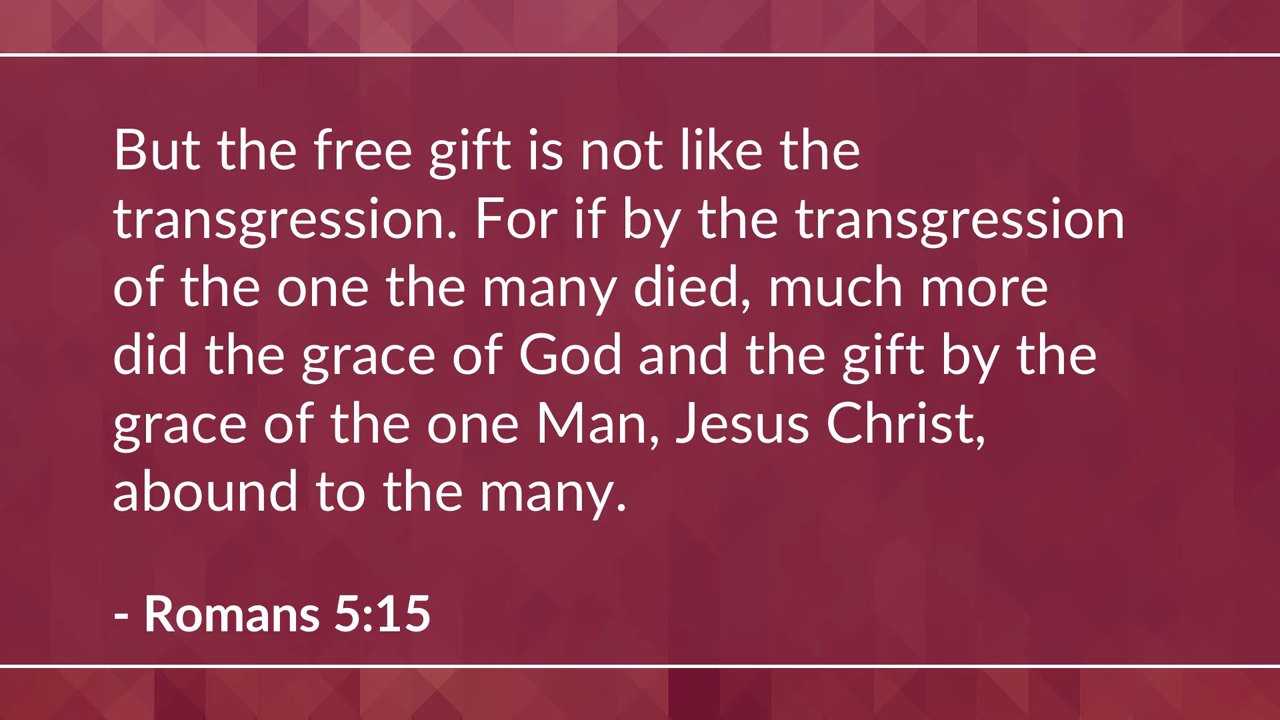 But the free gift is not like the
transgression. For if by the transgression
of the one the many died, much more
did the grace of God and the gift by the
grace of the one Man, Jesus Christ,
abound to the many.
- Romans 5:15